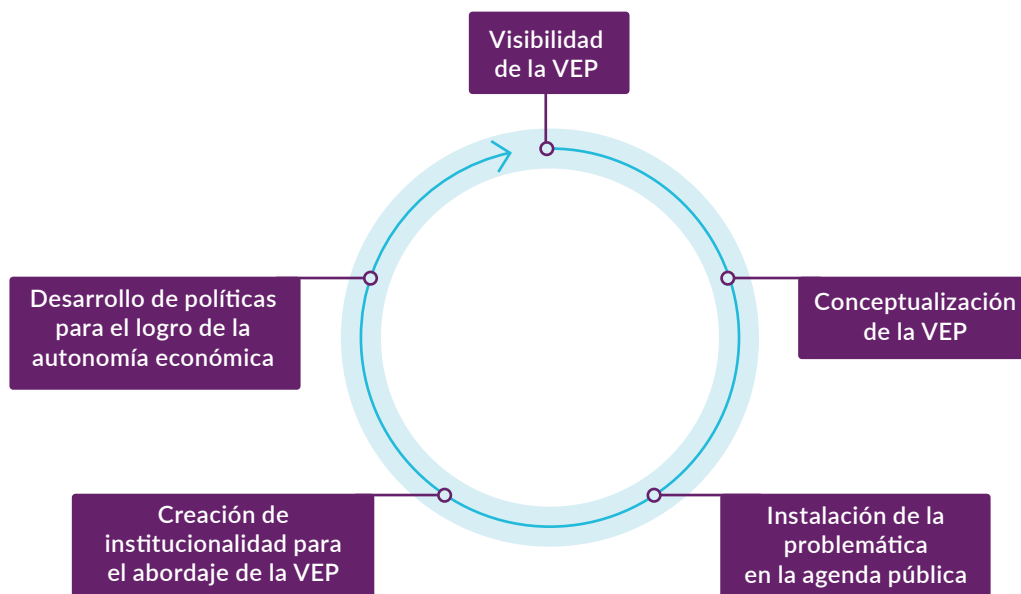 Visibilidad
de la VEP
Conceptualización
de la VEP
Instalación de la
problemática
en la agenda pública
Creación de
institucionalidad para
el abordaje de la VEP
Desarrollo de políticas
para el logro de la
autonomía económica